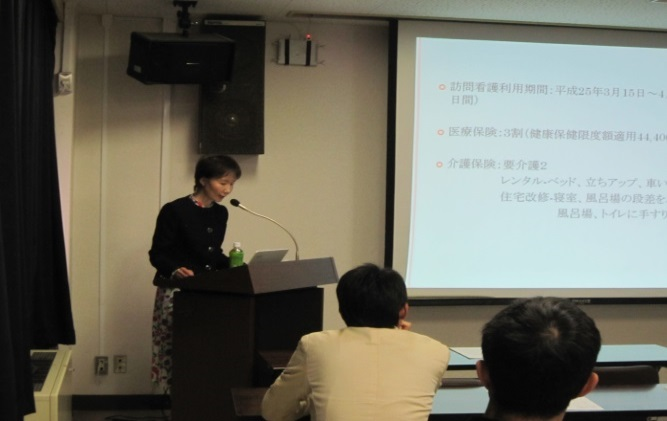 訪問看護利用期間：平成25年3月15日～4
日間）
医療保険：3割（健康保健限度額適用44,40
介護保険：要介護2
レンタル・ベッド、立ちアップ、車い
住宅改修・寝室、風呂場の段差を
風呂場、トイレに手すり